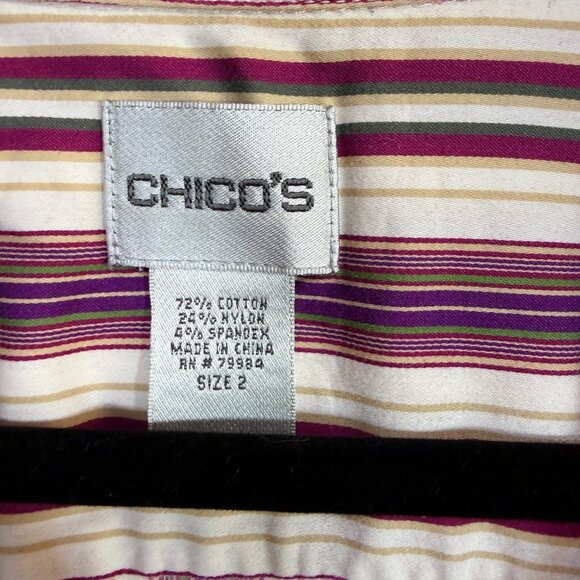 CHICO'S
72% COTTON
24% NYLON
4% SPANDEX
MADE IN CHINA
RN # 79984
SIZE 2